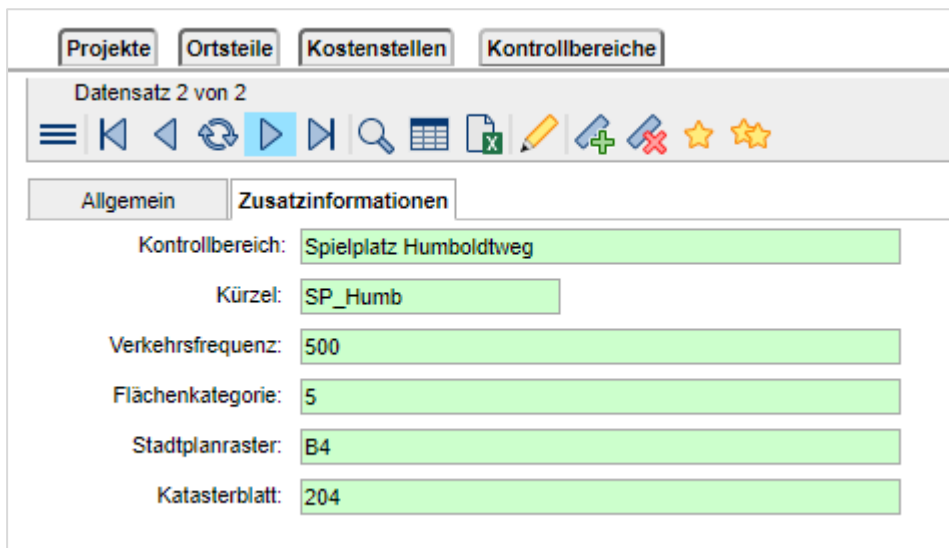 Projekte Ortsteile Kostenstellen Kontrollbereiche
Datensatz 2 von 2
Allgemein Zusatzinformationen
Kontrollbereich: Spielplatz Humboldtweg
Kürzel: SP_Humb
Verkehrsfrequenz: 500
Flächenkategorie: 5
Stadtplanraster: B4
Katasterblatt: 204